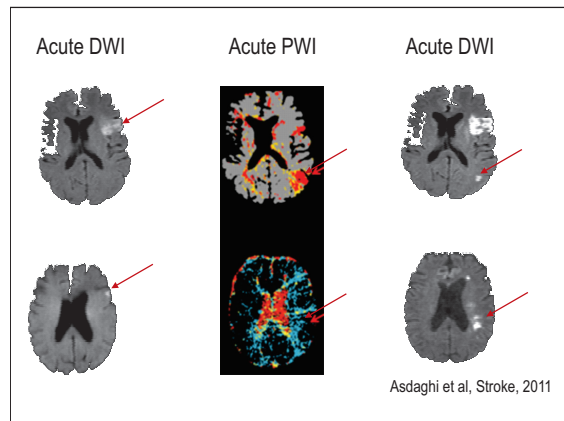 Acute DWI
Acute PWI
Acute DWI
Asdaghi et al, Stroke, 2011